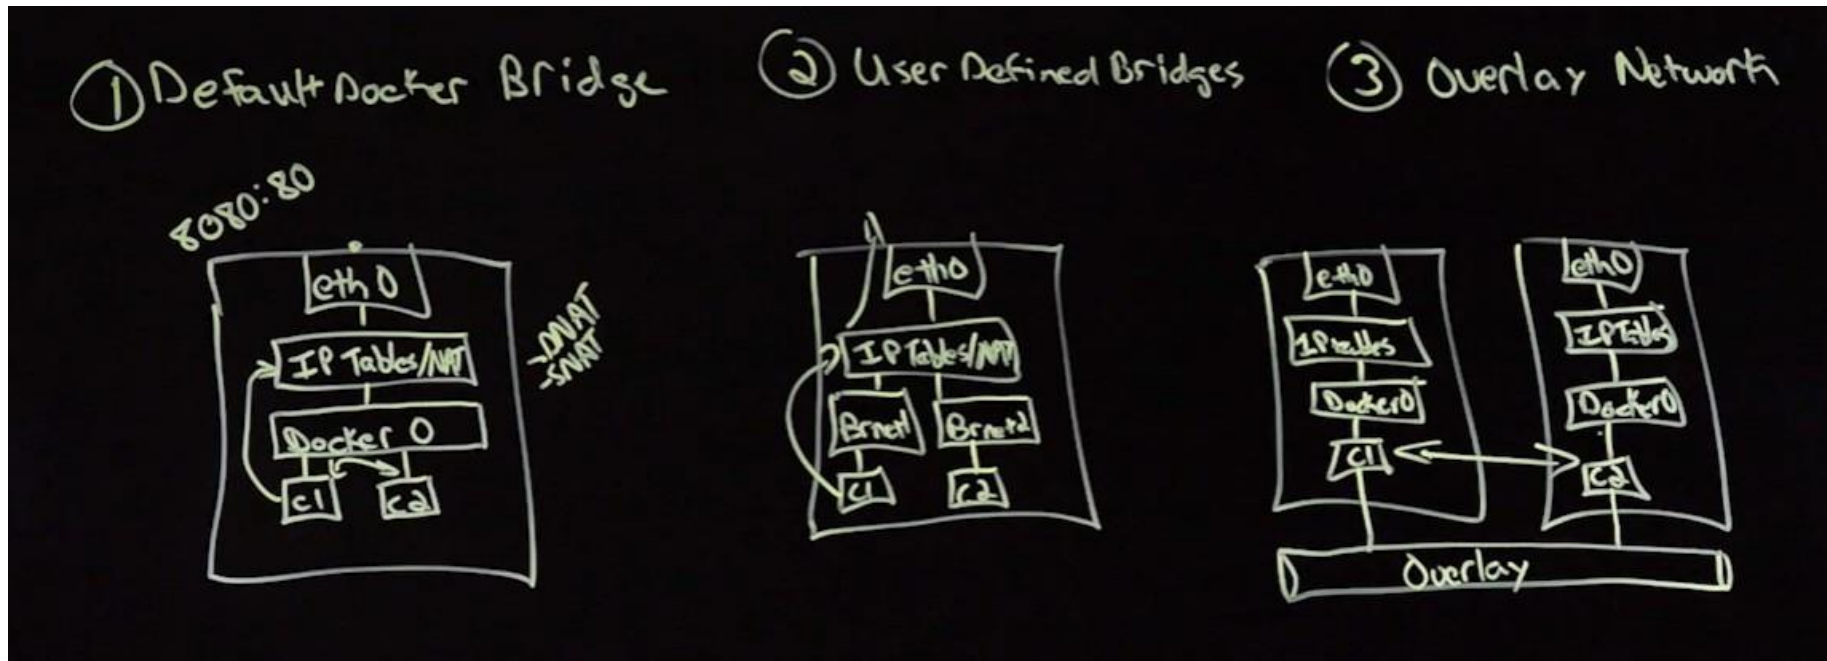 ① Default Docker Bridge
8080:80
eth0
IP Tables/NAT
-DNAT
-SNAT
Docker 0
C1
C2
② User Defined Bridges
eth0
IP Tables/NAT
Brnet1
Brnet2
C1
C2
③ Overlay Network
eth0
IPtables
Docker0
C1
eth0
IPTables
Docker0
C2
Overlay